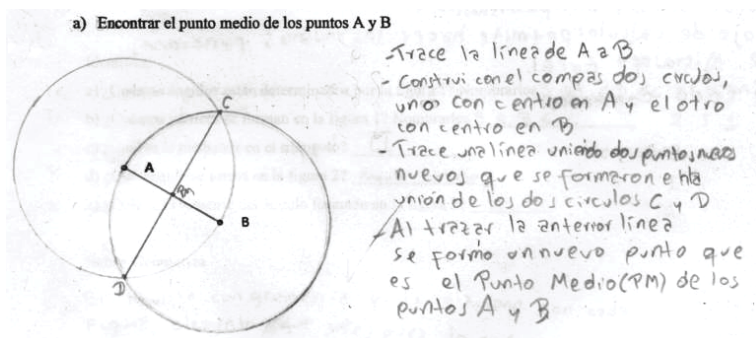 a) Encontrar el punto medio de los puntos A y B
C
A
PM
B
D
-Trace la línea de A a B
- Construi con el compas dos circulos,
uno con centro en A y el otro
con centro en B
- Trace una línea uniendo dos puntos
nuevos que se formaron en la
unión de los dos circulos C y D
- Al trazar la anterior línea
se formo un nuevo punto que
es el Punto Medio (PM) de los
puntos A y B